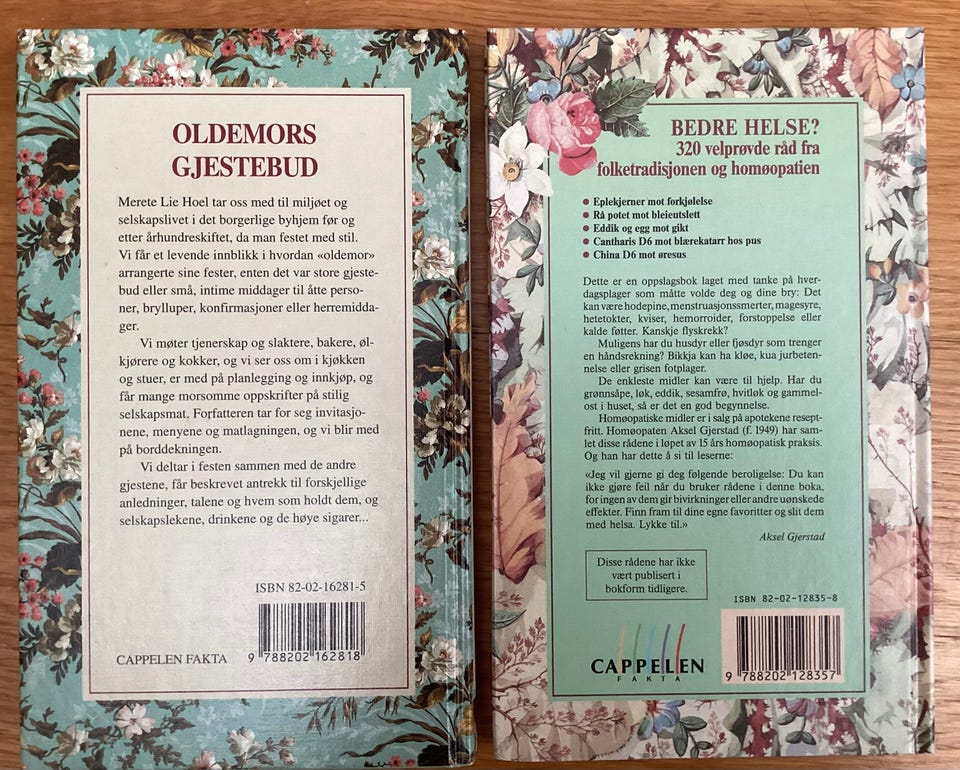 OLDEMORS
GJESTEBUD
Merete Lie Hoel tar oss med til miljøet og
selskapslivet i det borgerlige byhjem før og
etter århundreskiftet, da man festet med stil.
Vi får et levende innblikk i hvordan «oldemor»
arrangerte sine fester, enten det var store gjeste-
bud eller små, intime middager til åtte perso-
ner, brylluper, konfirmasjoner eller herremidda-
ger.
Vi møter tjenerskap og slaktere, bakere, øl-
kjørere og kokker, og vi ser oss om i kjøkken
og stuer, er med på planlegging og innkjøp, og
får mange morsomme oppskrifter på stilig
selskapsmat, Forfatteren tar for seg invitasjo-
nene, menyene og matlagningen, og vi blir med
på borddekningen.
Vi deltar i festen sammen med de andre
gjestene, får beskrevet antrekk til forskjellige
anledninger, talene og hvem som holdt dem, og
selskapslekene, drinkene og de høye sigarer...
ISBN 82-02-16281-5
CAPPELEN FAKTA
9 788202 162818
BEDRE HELSE?
320 velprøvde råd fra
folketradisjonen og homøopatien
● Eplekjerner mot forkjølelse
● Rå potet mot bleieutslett
● Eddik og egg mot gikt
● Cantharis D6 mot blærekatarr hos pus
● China D6 mot øresus
Dette er en oppslagsbok laget med tanke på hver-
dagsplager som måtte volde deg og dine bry: Det
kan være hodepine, menstruasjonssmerter, magesyre,
hetetokter, kviser, hemorroider, forstoppelse eller
kalde føtter. Kanskje flyskrekk?
Muligens har du husdyr eller fjøsdyr som trenger
en håndsrekning? Bikkja kan ha kløe, kua jurbeten-
nelse eller grisen fotplager.
De enkleste midler kan være til hjelp. Har du
grønnsåpe, løk, eddik, sesamfrø, hvitløk og gammel-
ost i huset, så er det en god begynnelse.
Homøopatiske midler er i salg på apotekene resept-
fritt. Homøopaten Aksel Gjerstad (f. 1949) har sam-
let disse rådene i løpet av 15 års homøopatisk praksis.
Og han har dette å si til leserne:
«Jeg vil gjerne gi deg følgende beroligelse: Du kan
ikke gjøre feil når du bruker rådene i denne boka,
for ingen av dem gir bivirkninger eller andre uønskede
effekter. Finn fram til dine egne favoritter og slit dem
med helsa. Lykke til.»
Aksel Gjerstad
Disse rådene har ikke
vært publisert i
bokform tidligere.
ISBN 82-02-12835-8
CAPPELEN
FAKTA
9 788202 128357